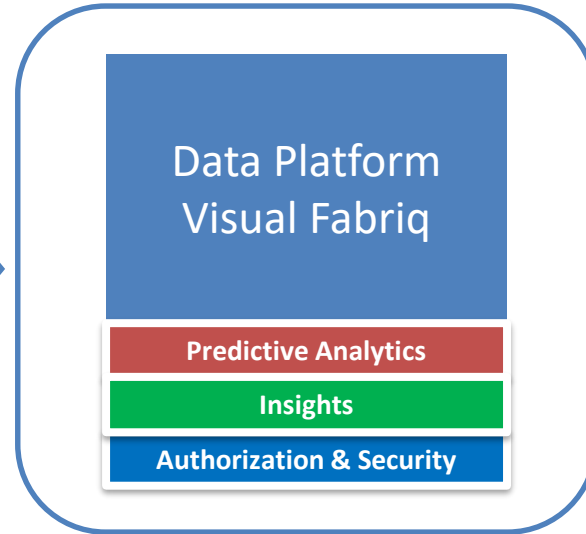 Data Platform
Visual Fabriq
Predictive Analytics
Insights
Authorization & Security